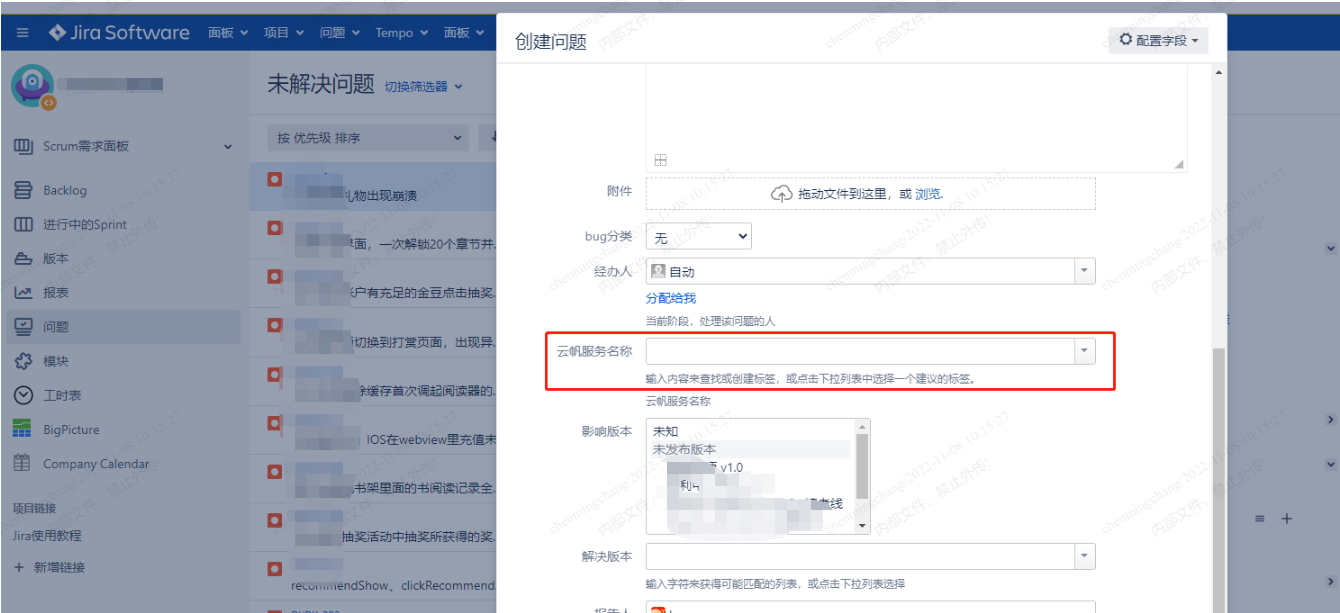 Jira Software
面板
项目
问题
Tempo
面板
创建问题
配置字段
未解决问题 切换筛选器
按 优先级 排序
Scrum需求面板
Backlog
进行中的Sprint
版本
报表
问题
模块
工时表
BigPicture
Company Calendar
项目链接
Jira使用教程
+ 新增链接
礼物出现崩溃
界面，一次解锁20个章节并...
账户有充足的金豆点击抽奖...
切换到打赏页面，出现异...
缓存首次调起阅读器的...
IOS在webview里充值未
书架里面的书阅读记录全...
抽奖活动中抽奖所获得的奖...
recommendShow、clickRecommend...
附件
拖动文件到这里，或 浏览.
bug分类
无
经办人
自动
分配给我
当前阶段，处理该问题的人
云帆服务名称
输入内容来查找或创建标签，或点击下拉列表中选择一个建议的标签。
云帆服务名称
影响版本
未知
未发布版本
v1.0
线
解决版本
输入字符来获得可能匹配的列表，或点击下拉列表选择
报告人
chenmingchang/2022-11-08 10:15:27
内部文件，禁止外传!